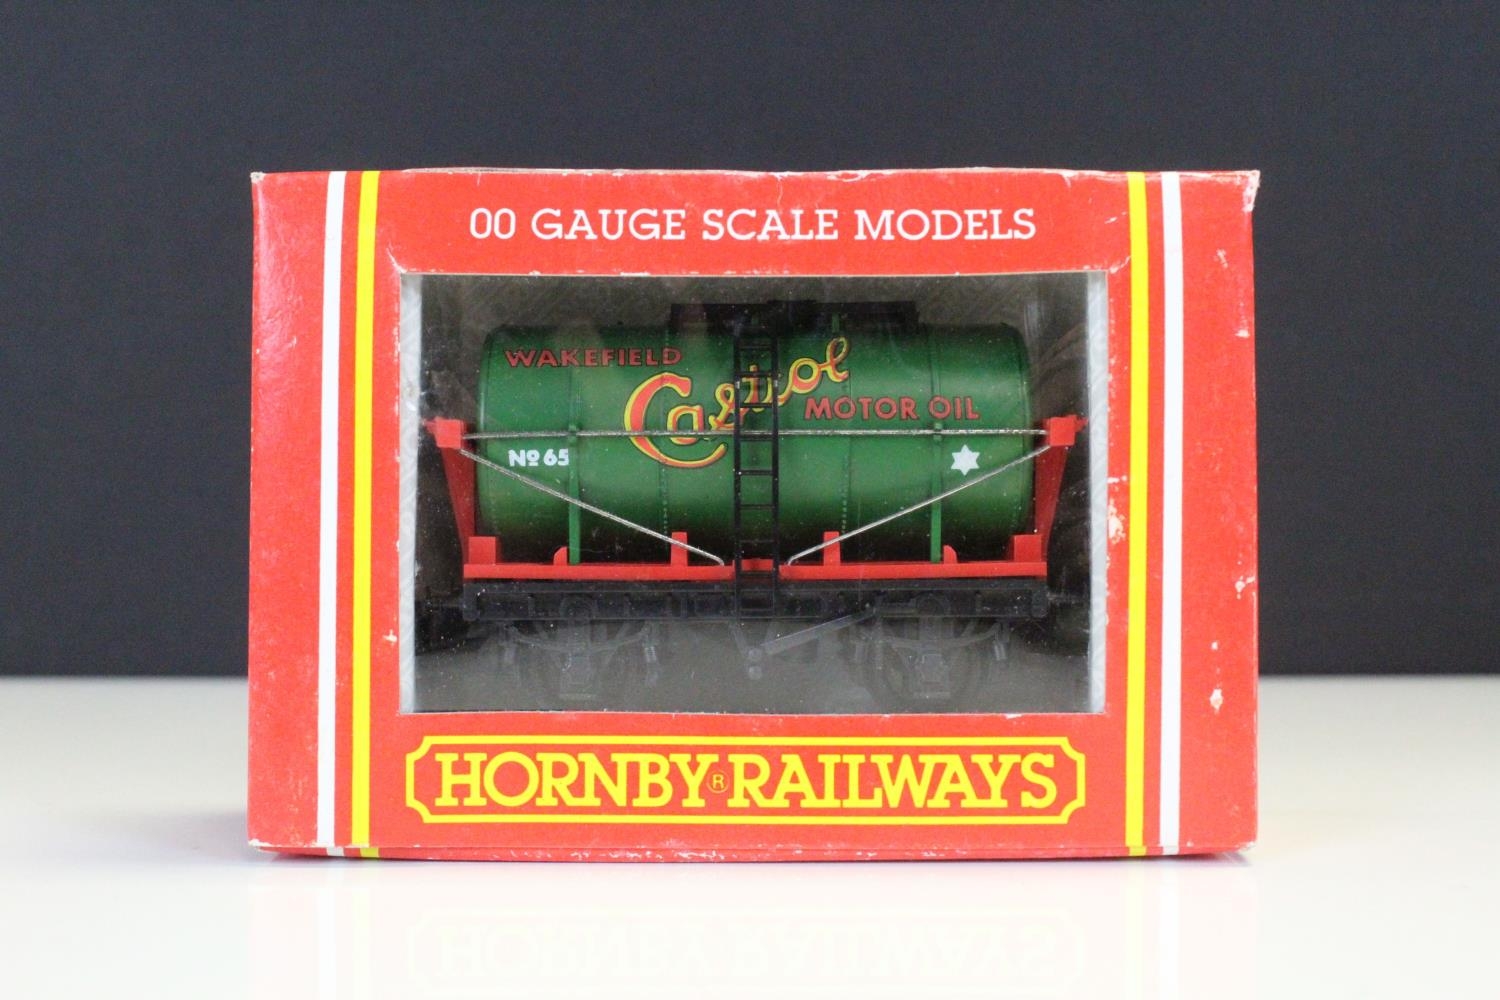 00 GAUGE SCALE MODELS
WAKEFIELD
Castrol
MOTOR OIL
No 65
HORNBY® RAILWAYS